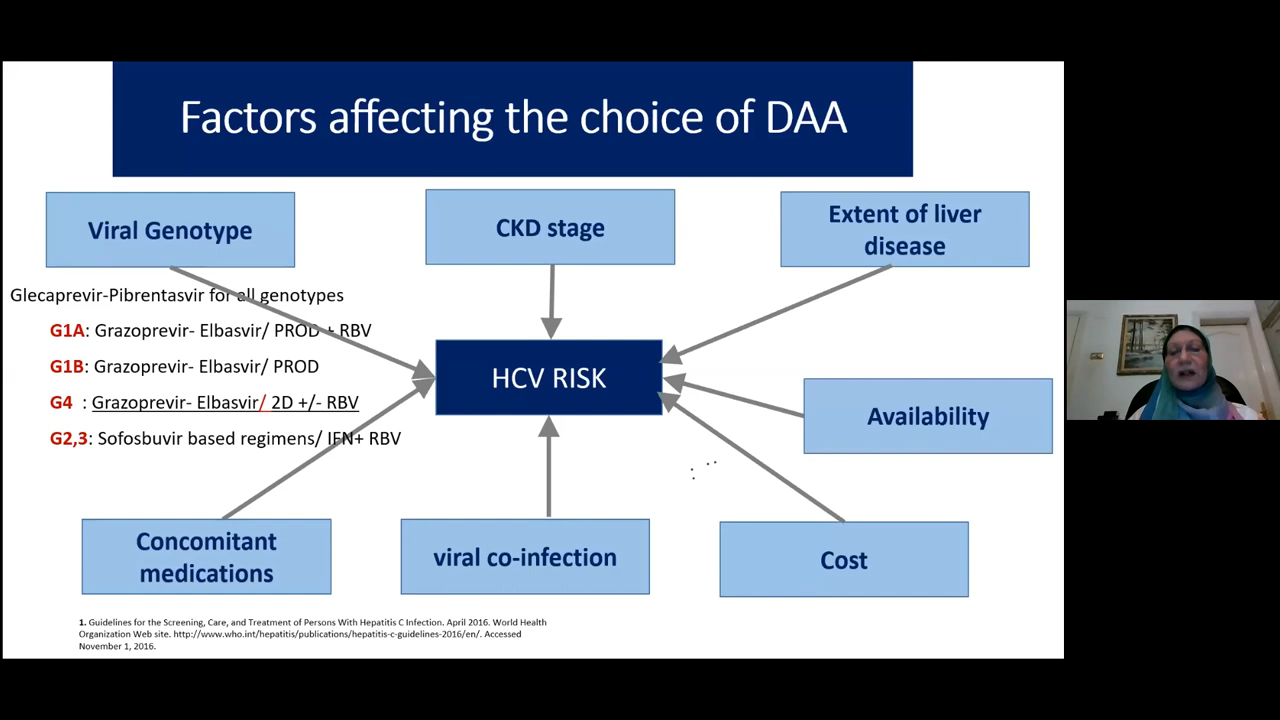 Factors affecting the choice of DAA
Viral Genotype
CKD stage
Extent of liver
disease
Glecaprevir-Pibrentasvir for all genotypes
G1A: Grazoprevir- Elbasvir/ PROD + RBV
G1B: Grazoprevir- Elbasvir/ PROD
G4 : Grazoprevir- Elbasvir/ 2D +/- RBV
G2,3: Sofosbuvir based regimens/ IFN+ RBV
HCV RISK
Availability
Concomitant
medications
viral co-infection
Cost
1. Guidelines for the Screening, Care, and Treatment of Persons With Hepatitis C Infection. April 2016. World Health
Organization Web site. http://www.who.int/hepatitis/publications/hepatitis-c-guidelines-2016/en/. Accessed
November 1, 2016.